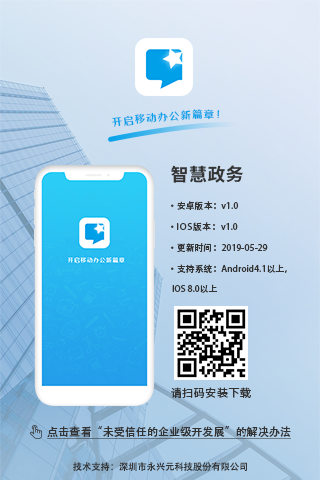 开启移动办公新篇章！
智慧政务
• 安卓版本：v1.0
• IOS版本：v1.0
• 更新时间：2019-05-29
• 支持系统：Android4.1以上，
IOS 8.0以上
开启移动办公新篇章
请扫码安装下载
点击查看“未受信任的企业级开发展”的解决办法
技术支持：深圳市永兴元科技股份有限公司